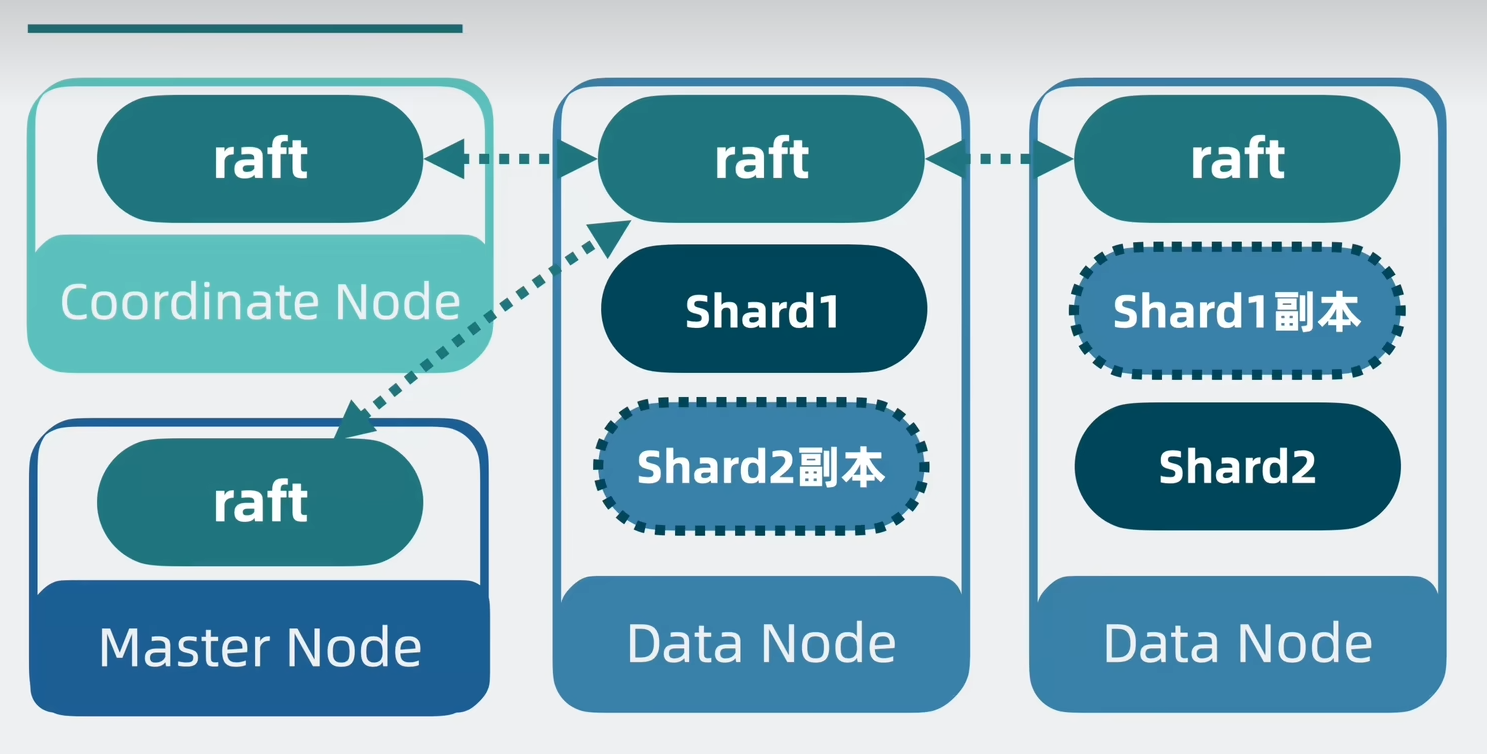 raft
Coordinate Node
raft
Master Node
raft
Shard1
Shard2副本
Data Node
raft
Shard1副本
Shard2
Data Node